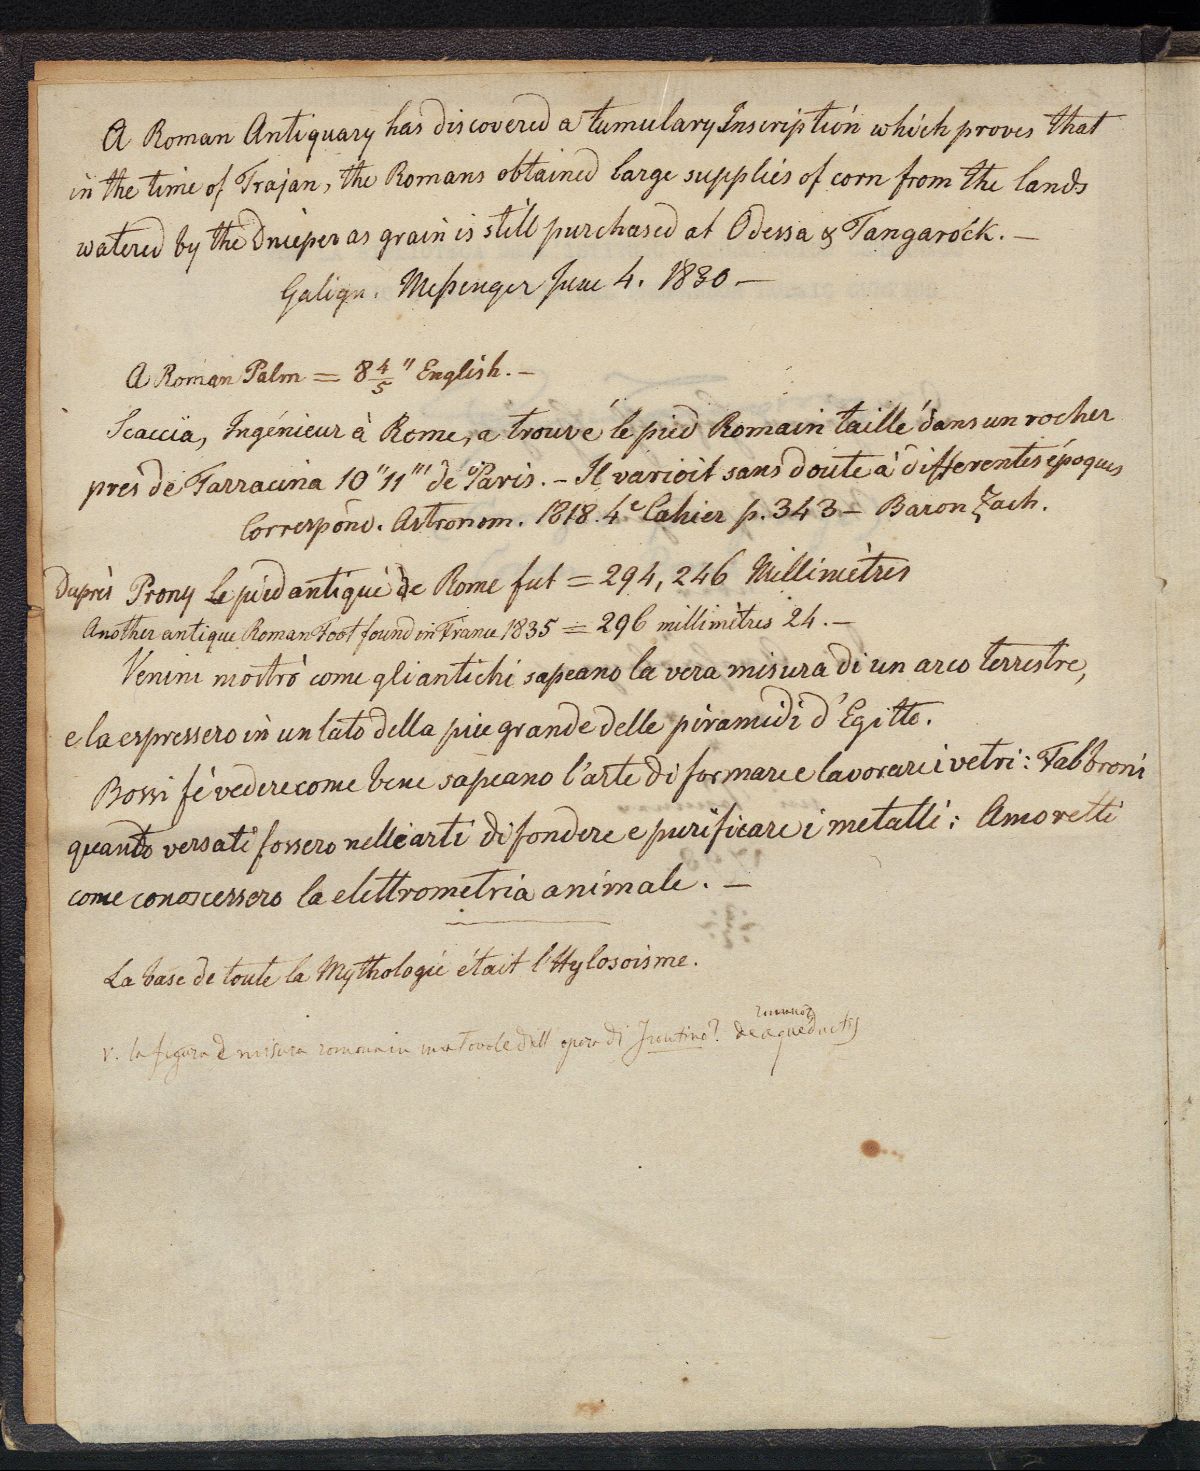 A Roman Antiquary has discovered a tumulary Inscription which proves that
in the time of Trajan, the Romans obtained large supplies of corn from the lands
watered by the Dnieper as grain is still purchased at Odessa & Tangarock. —
Galign. Messenger June 4. 1830 —
A Roman Palm = 8 4/5 " English. —
Scaccia, Ingénieur à Rome, a trouvé le pied Romain taillé dans un rocher
près de Tarracina 10" 11"' de Paris. — Il varioit sans doute à differentes époques
Correspond. Astronom. 1818. 4e Cahier p. 343 — Baron Zach.
Daprès Prony Le pied antique de Rome fut = 294, 246 Millimètres
Another antique Roman Foot found in France 1835 = 296 millimètres 24. —
Venini mostrò come gli antichi sapeano la vera misura di un arco terrestre,
e la espressero in un lato della piu grande delle piramidi d'Egitto.
Bossi fè vedere come bene sapeano l'arte di formare e lavorare i vetri: Fabbroni
quanto versati fossero nelle arti di fondere e purificare i metalli: Amoretti
come conoscessero la elettrometria animale. —
La base de toute la Mythologie était l'Hylosoisme.
v. la figura e misura romana in una tavole dell opera di Frontino? de aqueductis